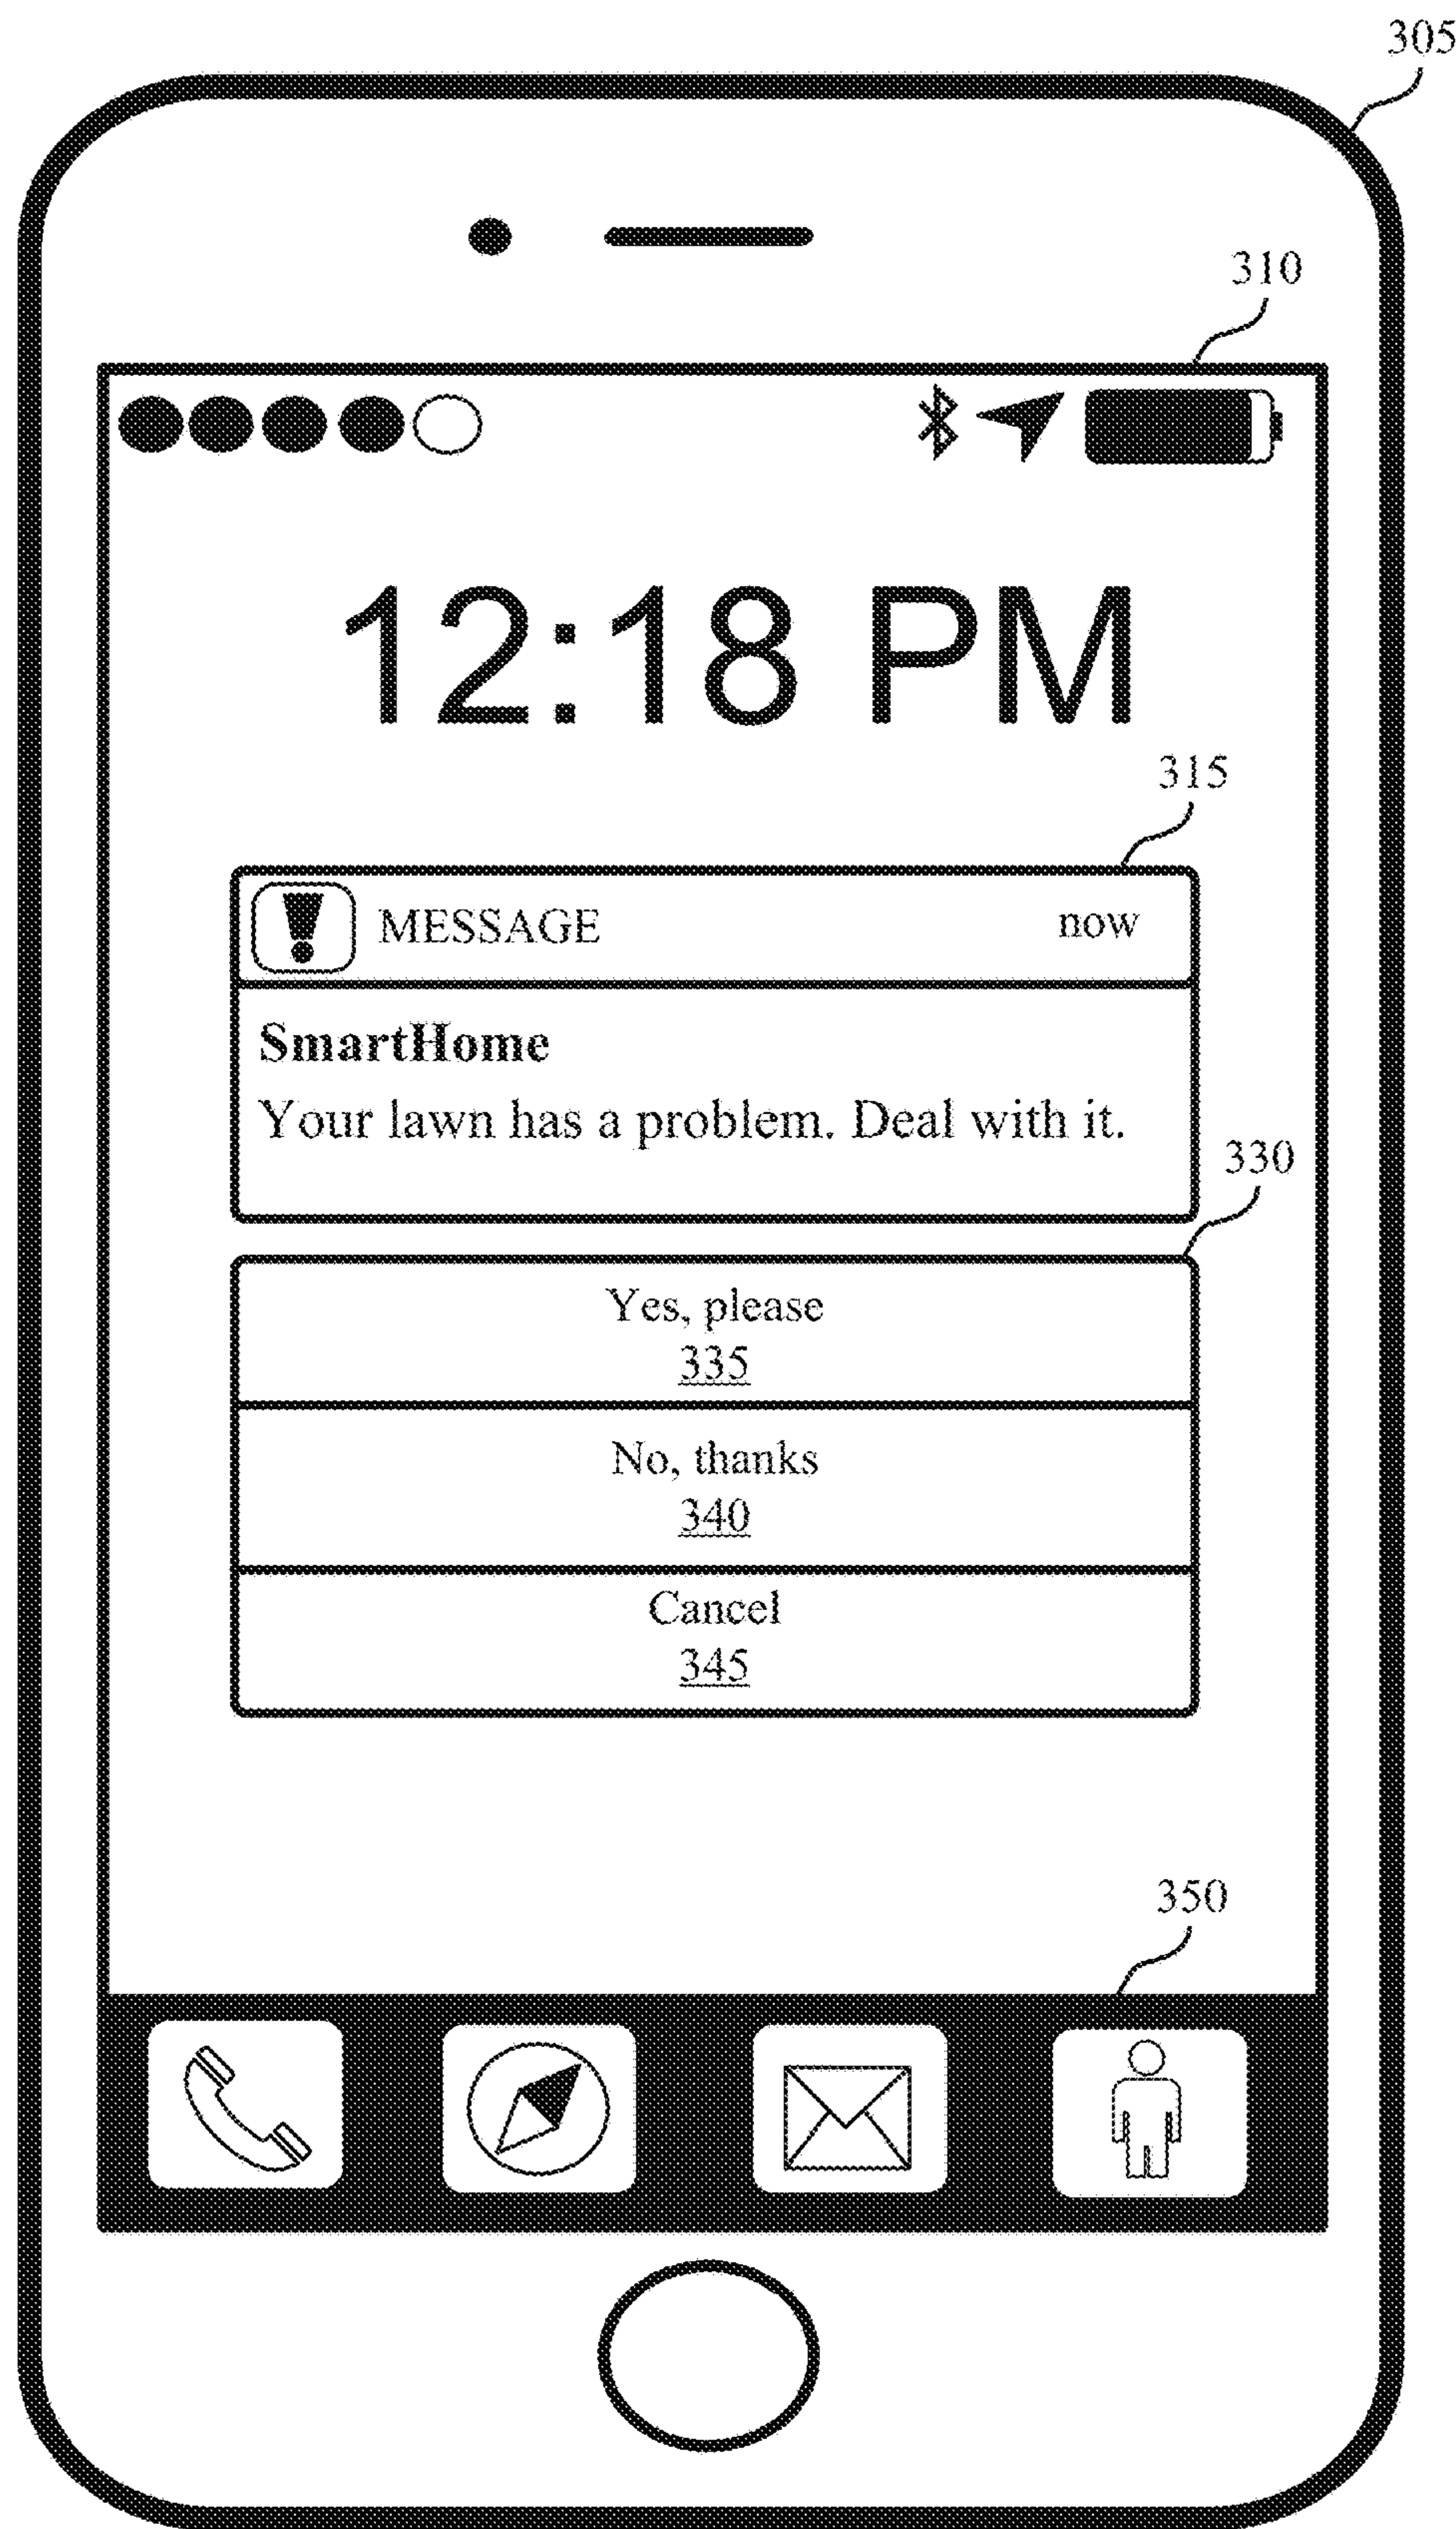 305
310
12:18 PM
315
MESSAGE now
SmartHome
Your lawn has a problem. Deal with it.
330
Yes, please
335
No, thanks
340
Cancel
345
350